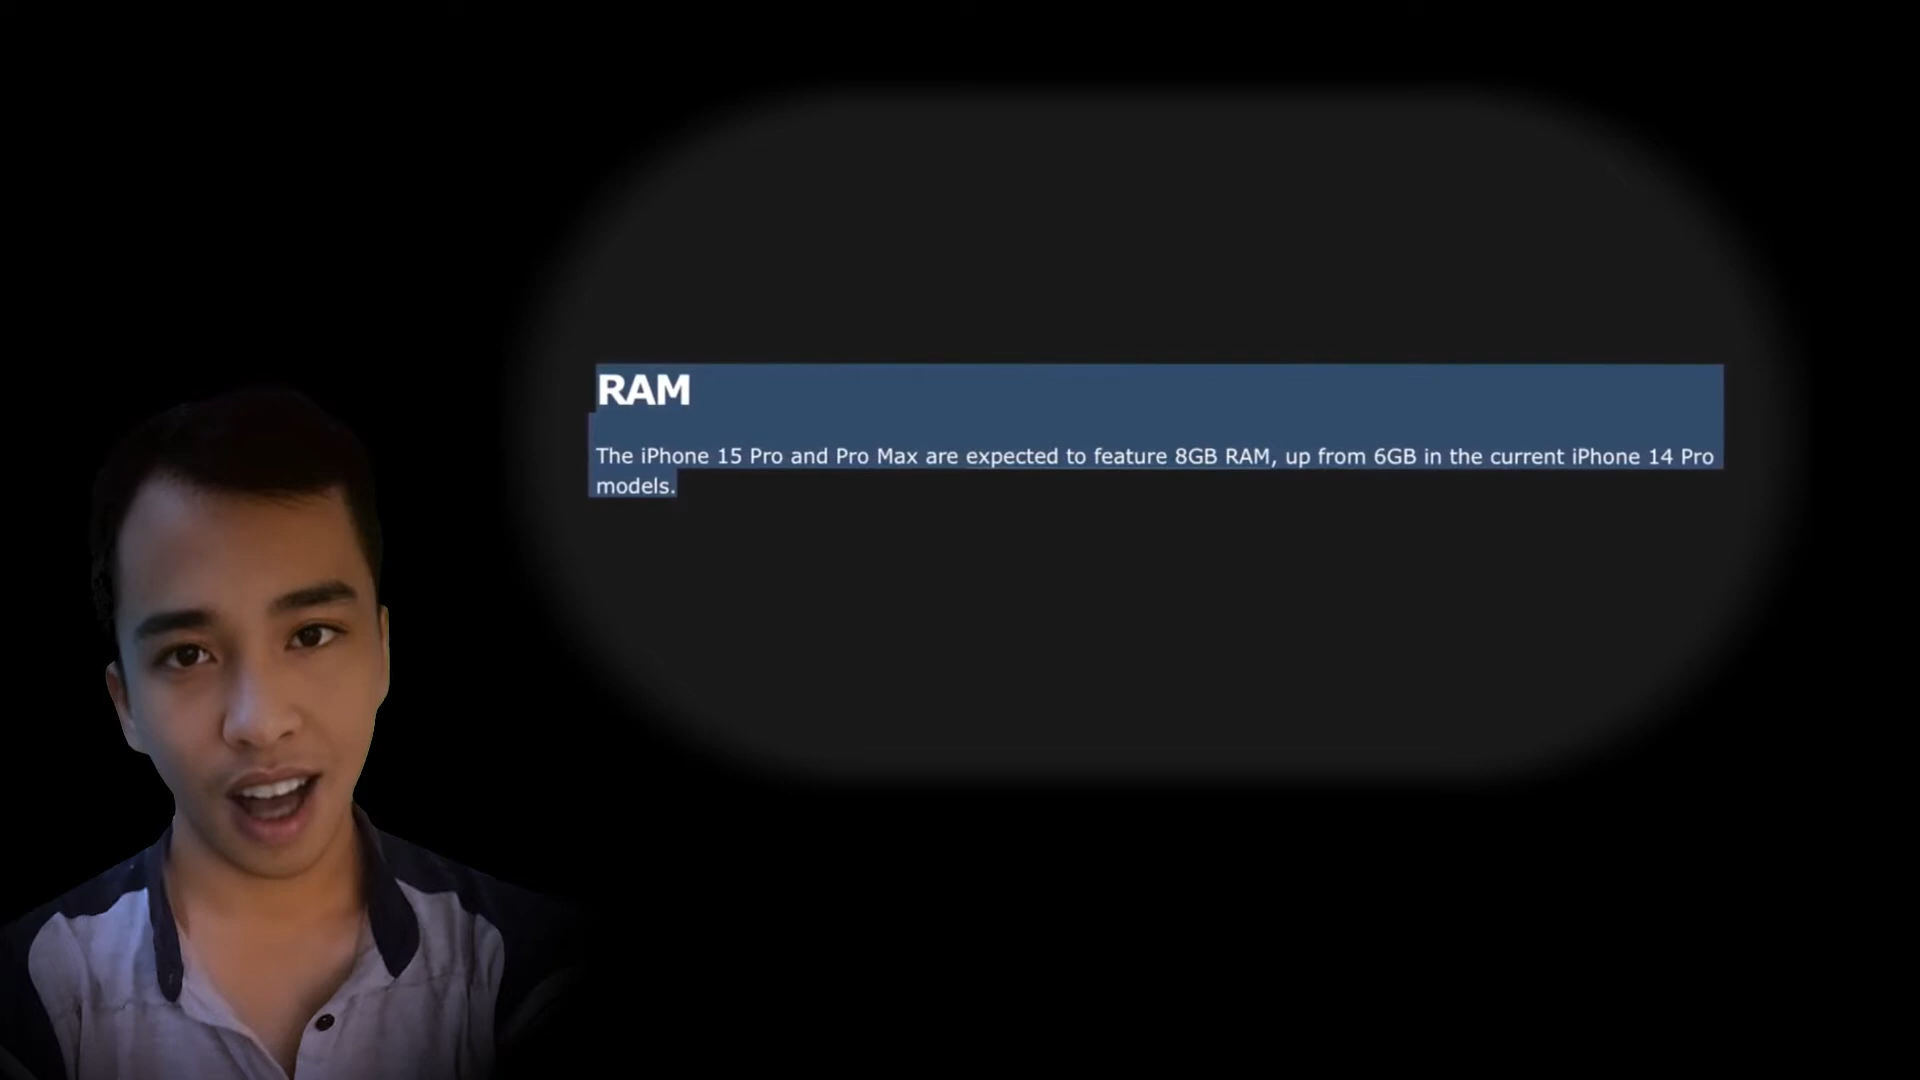 RAM
The iPhone 15 Pro and Pro Max are expected to feature 8GB RAM, up from 6GB in the current iPhone 14 Pro
models.